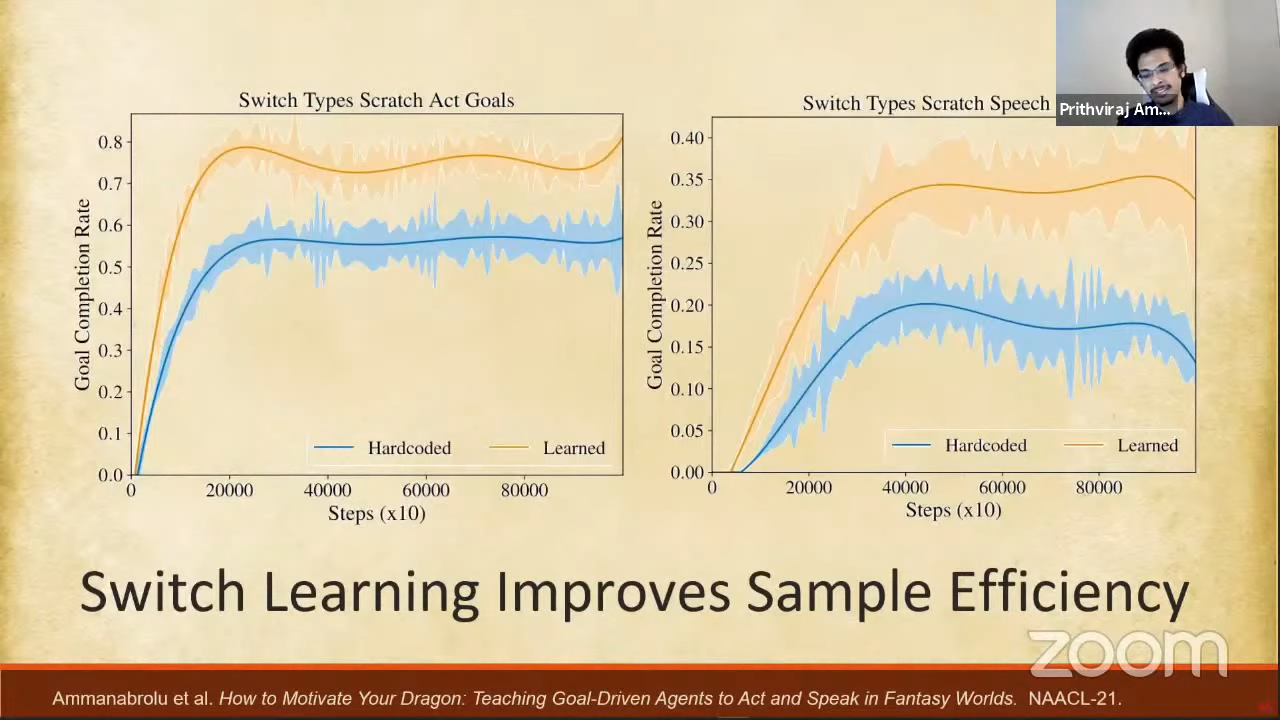 Switch Types Scratch Act Goals
Goal Completion Rate
0.8
0.7
0.6
0.5
0.4
0.3
0.2
0.1
0.0
0 20000 40000 60000 80000
Steps (x10)
Hardcoded Learned
Switch Types Scratch Speech
Goal Completion Rate
0.40
0.35
0.30
0.25
0.20
0.15
0.10
0.05
0.00
0 20000 40000 60000 80000
Steps (x10)
Hardcoded Learned
Prithviraj Am...
Switch Learning Improves Sample Efficiency
zoom
Ammanabrolu et al. How to Motivate Your Dragon: Teaching Goal-Driven Agents to Act and Speak in Fantasy Worlds. NAACL-21.